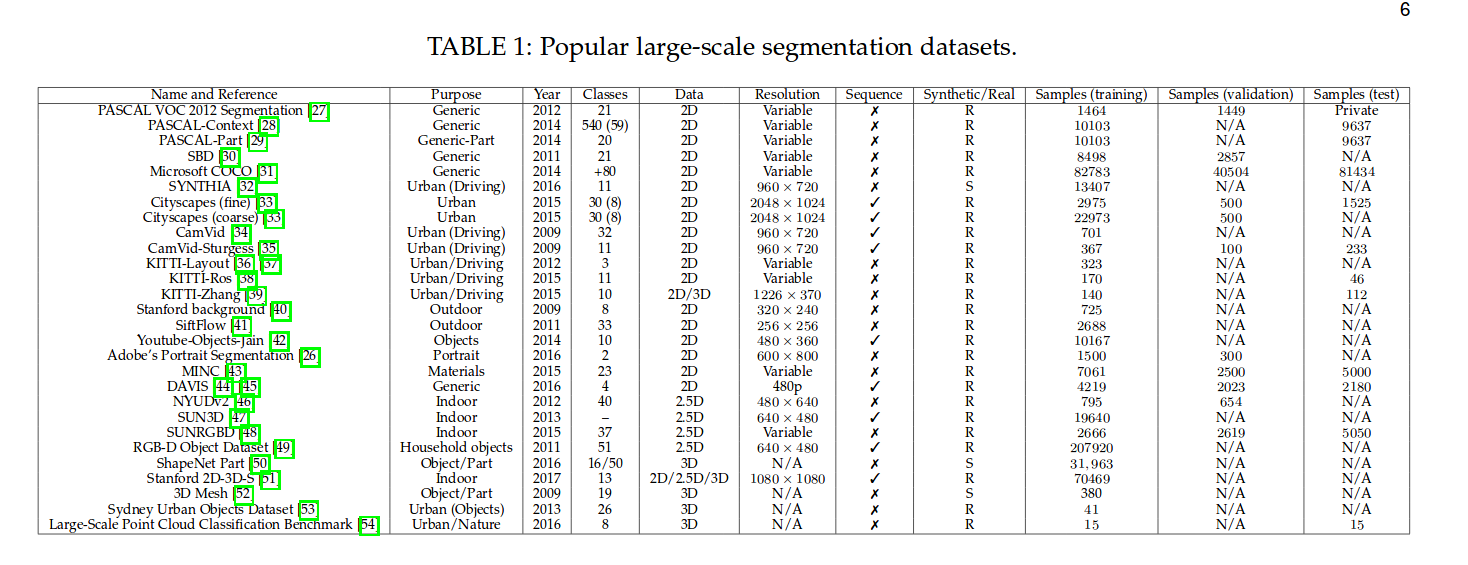 6
TABLE 1: Popular large-scale segmentation datasets.
Name and Reference Purpose Year Classes Data Resolution Sequence Synthetic/Real Samples (training) Samples (validation) Samples (test)
PASCAL VOC 2012 Segmentation [27] Generic 2012 21 2D Variable ✗ R 1464 1449 Private
PASCAL-Context [28] Generic 2014 540 (59) 2D Variable ✗ R 10103 N/A 9637
PASCAL-Part [29] Generic-Part 2014 20 2D Variable ✗ R 10103 N/A 9637
SBD [30] Generic 2011 21 2D Variable ✗ R 8498 2857 N/A
Microsoft COCO [31] Generic 2014 +80 2D Variable ✗ R 82783 40504 81434
SYNTHIA [32] Urban (Driving) 2016 11 2D 960 × 720 ✗ S 13407 N/A N/A
Cityscapes (fine) [33] Urban 2015 30 (8) 2D 2048 × 1024 ✓ R 2975 500 1525
Cityscapes (coarse) [33] Urban 2015 30 (8) 2D 2048 × 1024 ✓ R 22973 500 N/A
CamVid [34] Urban (Driving) 2009 32 2D 960 × 720 ✓ R 701 N/A N/A
CamVid-Sturgess [35] Urban (Driving) 2009 11 2D 960 × 720 ✓ R 367 100 233
KITTI-Layout [36] [37] Urban/Driving 2012 3 2D Variable ✗ R 323 N/A N/A
KITTI-Ros [38] Urban/Driving 2015 11 2D Variable ✗ R 170 N/A 46
KITTI-Zhang [39] Urban/Driving 2015 10 2D/3D 1226 × 370 ✗ R 140 N/A 112
Stanford background [40] Outdoor 2009 8 2D 320 × 240 ✗ R 725 N/A N/A
SiftFlow [41] Outdoor 2011 33 2D 256 × 256 ✗ R 2688 N/A N/A
Youtube-Objects-Jain [42] Objects 2014 10 2D 480 × 360 ✓ R 10167 N/A N/A
Adobe's Portrait Segmentation [26] Portrait 2016 2 2D 600 × 800 ✗ R 1500 300 N/A
MINC [43] Materials 2015 23 2D Variable ✗ R 7061 2500 5000
DAVIS [44] [45] Generic 2016 4 2D 480p ✓ R 4219 2023 2180
NYUDv2 [46] Indoor 2012 40 2.5D 480 × 640 ✗ R 795 654 N/A
SUN3D [47] Indoor 2013 – 2.5D 640 × 480 ✓ R 19640 N/A N/A
SUNRGBD [48] Indoor 2015 37 2.5D Variable ✗ R 2666 2619 5050
RGB-D Object Dataset [49] Household objects 2011 51 2.5D 640 × 480 ✓ R 207920 N/A N/A
ShapeNet Part [50] Object/Part 2016 16/50 3D N/A ✗ S 31,963 N/A N/A
Stanford 2D-3D-S [51] Indoor 2017 13 2D/2.5D/3D 1080 × 1080 ✓ R 70469 N/A N/A
3D Mesh [52] Object/Part 2009 19 3D N/A ✗ S 380 N/A N/A
Sydney Urban Objects Dataset [53] Urban (Objects) 2013 26 3D N/A ✗ R 41 N/A N/A
Large-Scale Point Cloud Classification Benchmark [54] Urban/Nature 2016 8 3D N/A ✗ R 15 N/A 15